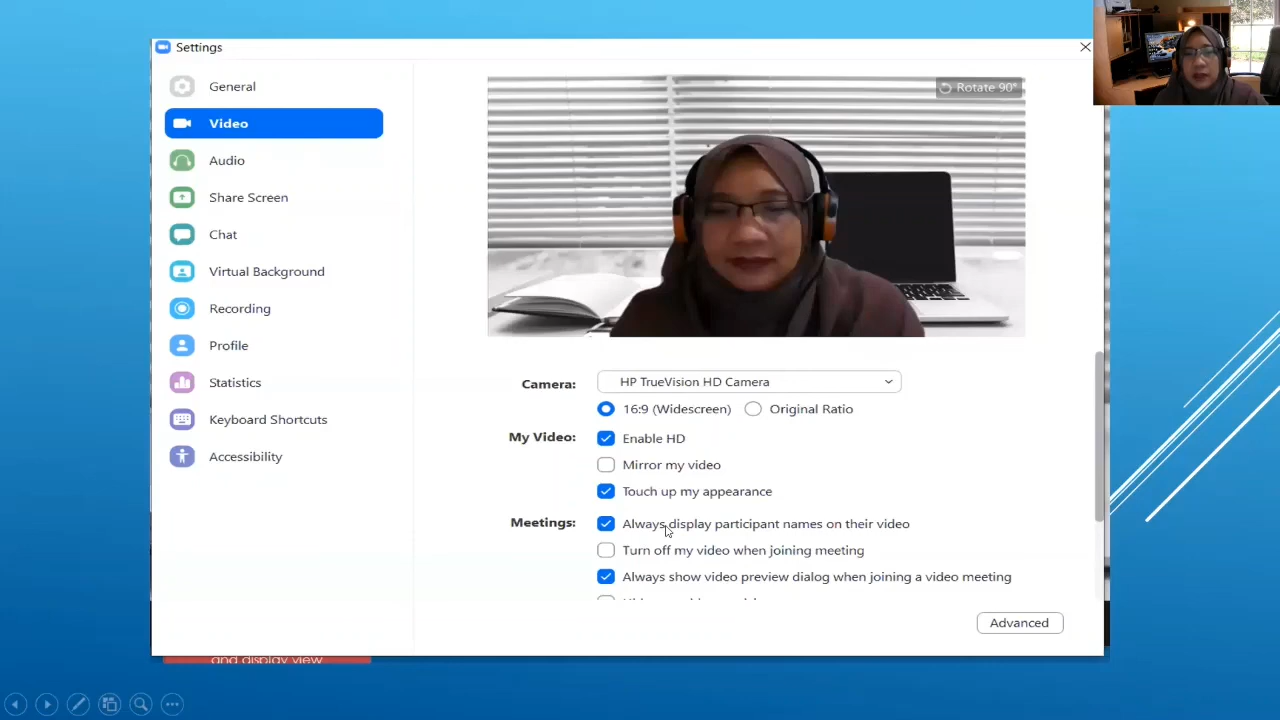 Settings
General
Video
Audio
Share Screen
Chat
Virtual Background
Recording
Profile
Statistics
Keyboard Shortcuts
Accessibility
Rotate 90°
Camera:
HP TrueVision HD Camera
16:9 (Widescreen) Original Ratio
My Video:
Enable HD
Mirror my video
Touch up my appearance
Meetings:
Always display participant names on their video
Turn off my video when joining meeting
Always show video preview dialog when joining a video meeting
Advanced
and display view